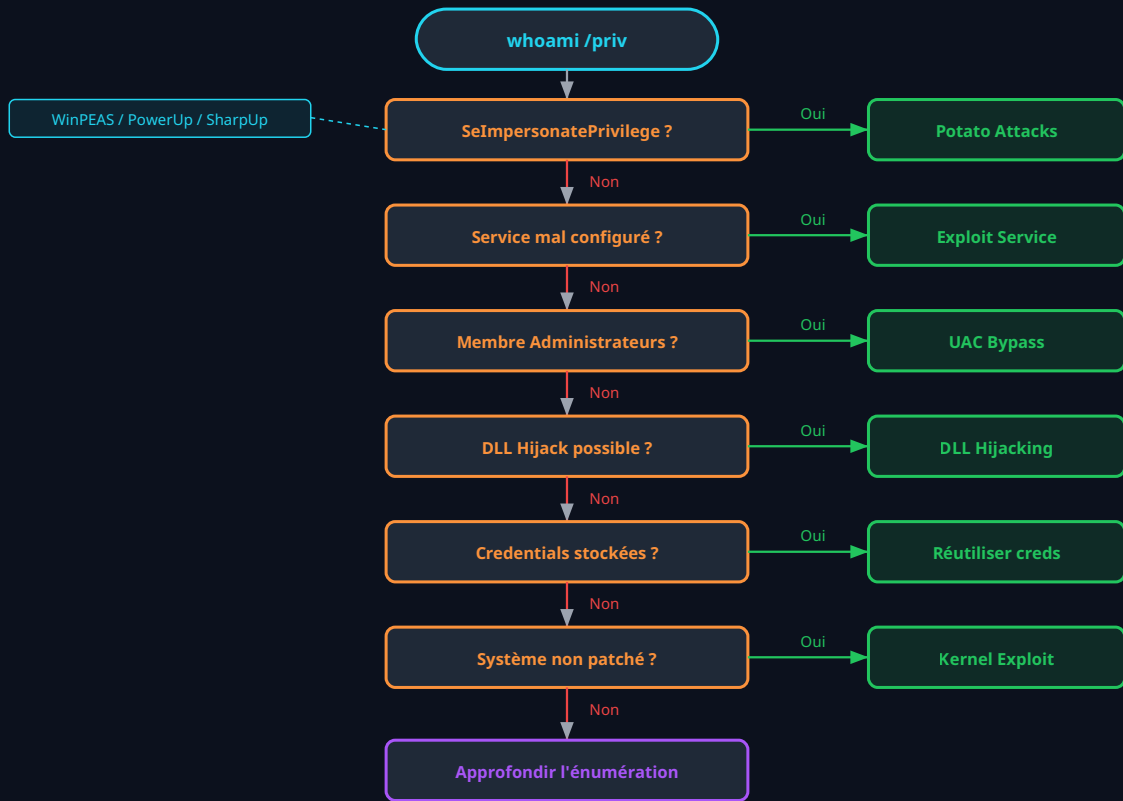 whoami /priv
WinPEAS / PowerUp / SharpUp
SeImpersonatePrivilege ?
Oui
Potato Attacks
Non
Service mal configuré ?
Oui
Exploit Service
Non
Membre Administrateurs ?
Oui
UAC Bypass
Non
DLL Hijack possible ?
Oui
DLL Hijacking
Non
Credentials stockées ?
Oui
Réutiliser creds
Non
Système non patché ?
Oui
Kernel Exploit
Non
Approfondir l'énumération